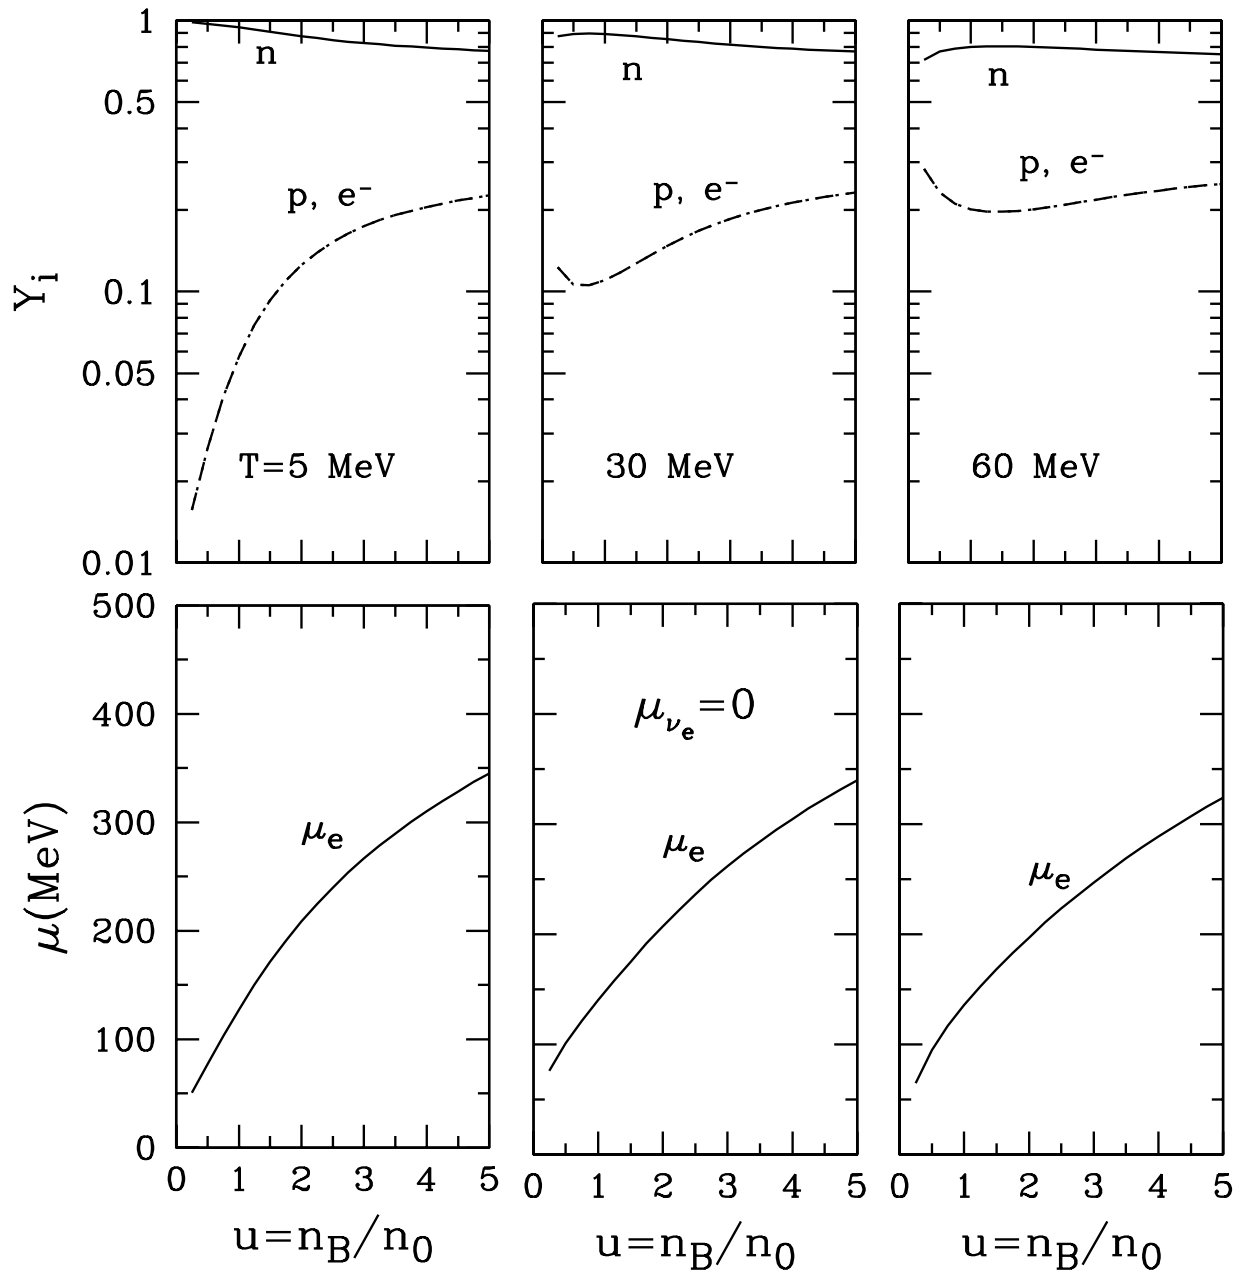 1
0.5
0.1
0.05
0.01
Y_i
n
p, e⁻
T=5 MeV
n
p, e⁻
30 MeV
n
p, e⁻
60 MeV
500
400
300
200
100
0
μ(MeV)
μ_e
μ_{ν_e}=0
μ_e
μ_e
0 1 2 3 4 5
0 1 2 3 4 5
0 1 2 3 4 5
u=n_B/n_0
u=n_B/n_0
u=n_B/n_0